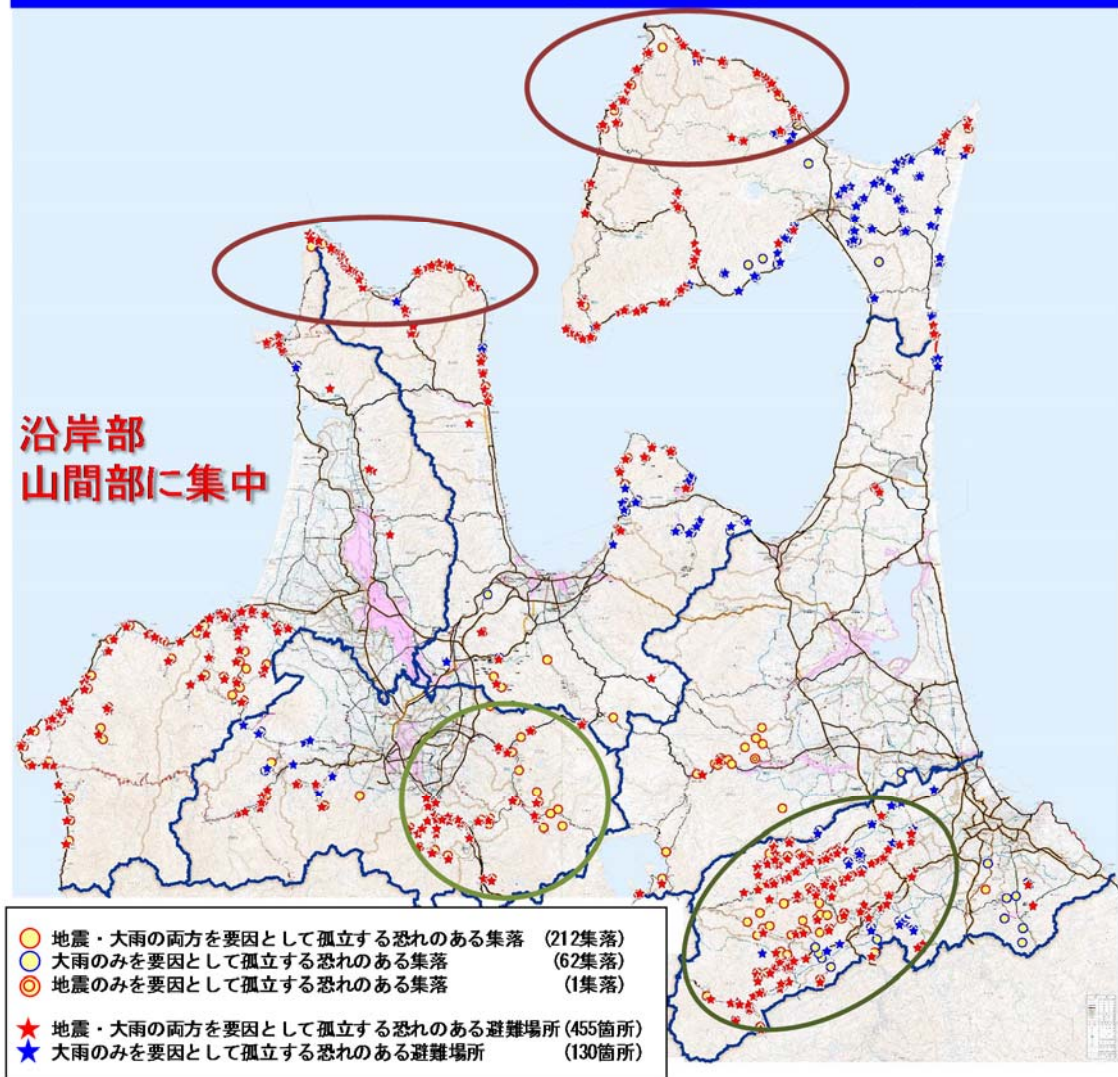 沿岸部
山間部に集中
地震・大雨の両方を要因として孤立する恐れのある集落 (212集落)
大雨のみを要因として孤立する恐れのある集落 (62集落)
地震のみを要因として孤立する恐れのある集落 (1集落)
地震・大雨の両方を要因として孤立する恐れのある避難場所(455箇所)
大雨のみを要因として孤立する恐れのある避難場所 (130箇所)